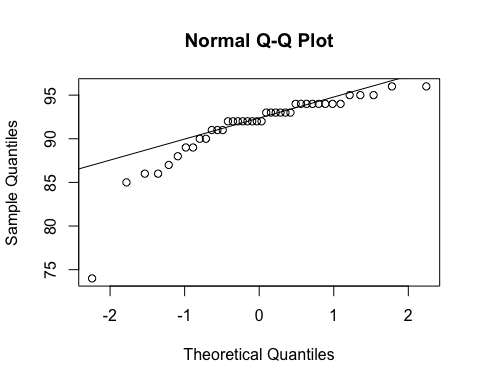 Normal Q-Q Plot
Sample Quantiles
95
90
85
80
75
-2 -1 0 1 2
Theoretical Quantiles